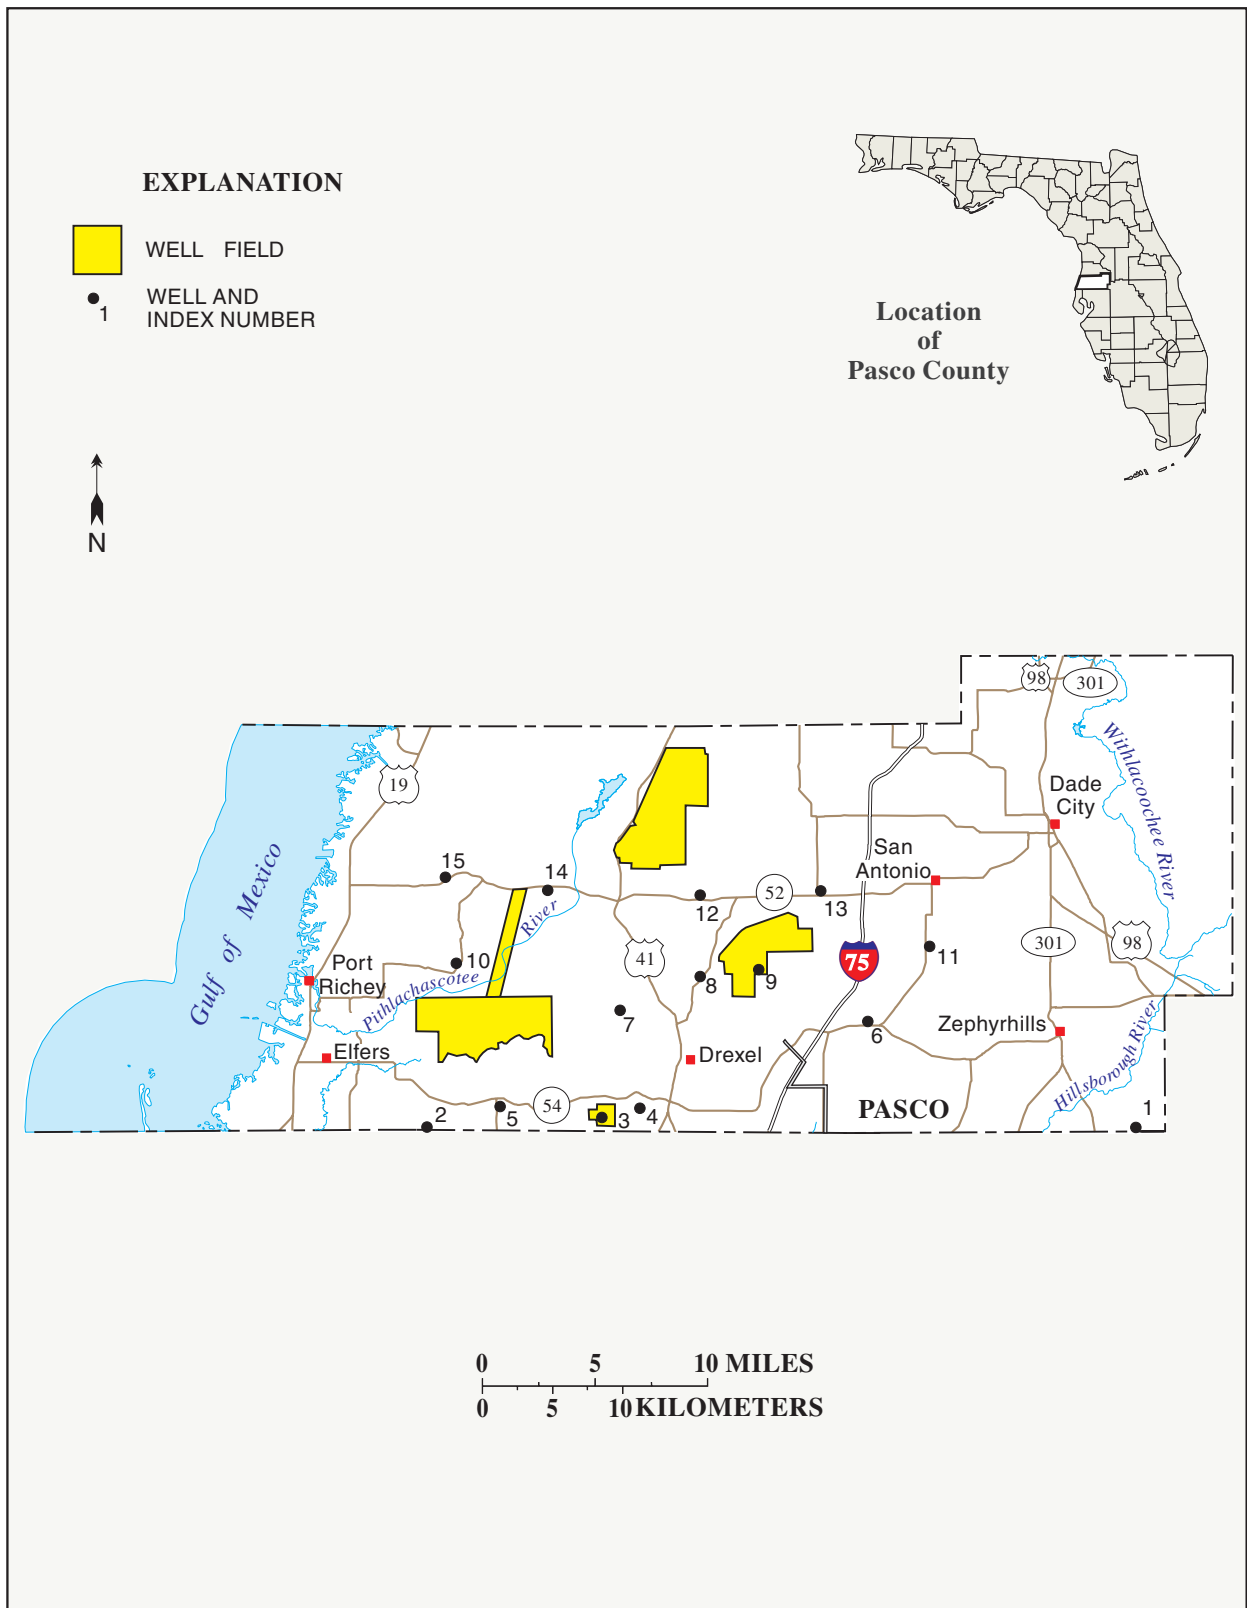 EXPLANATION
WELL FIELD
1
WELL AND
INDEX NUMBER
N
Location
of
Pasco County
98
301
Withlacoochee River
19
Dade
City
San
Antonio
15
14
52
12
13
Gulf of Mexico
River
41
301
98
Port
Richey
10
75
11
8
9
Pithlachascotee
7
6
Zephyrhills
Elfers
Drexel
Hillsborough River
2
5
54
3
4
PASCO
1
0 5 10 MILES
0 5 10 KILOMETERS